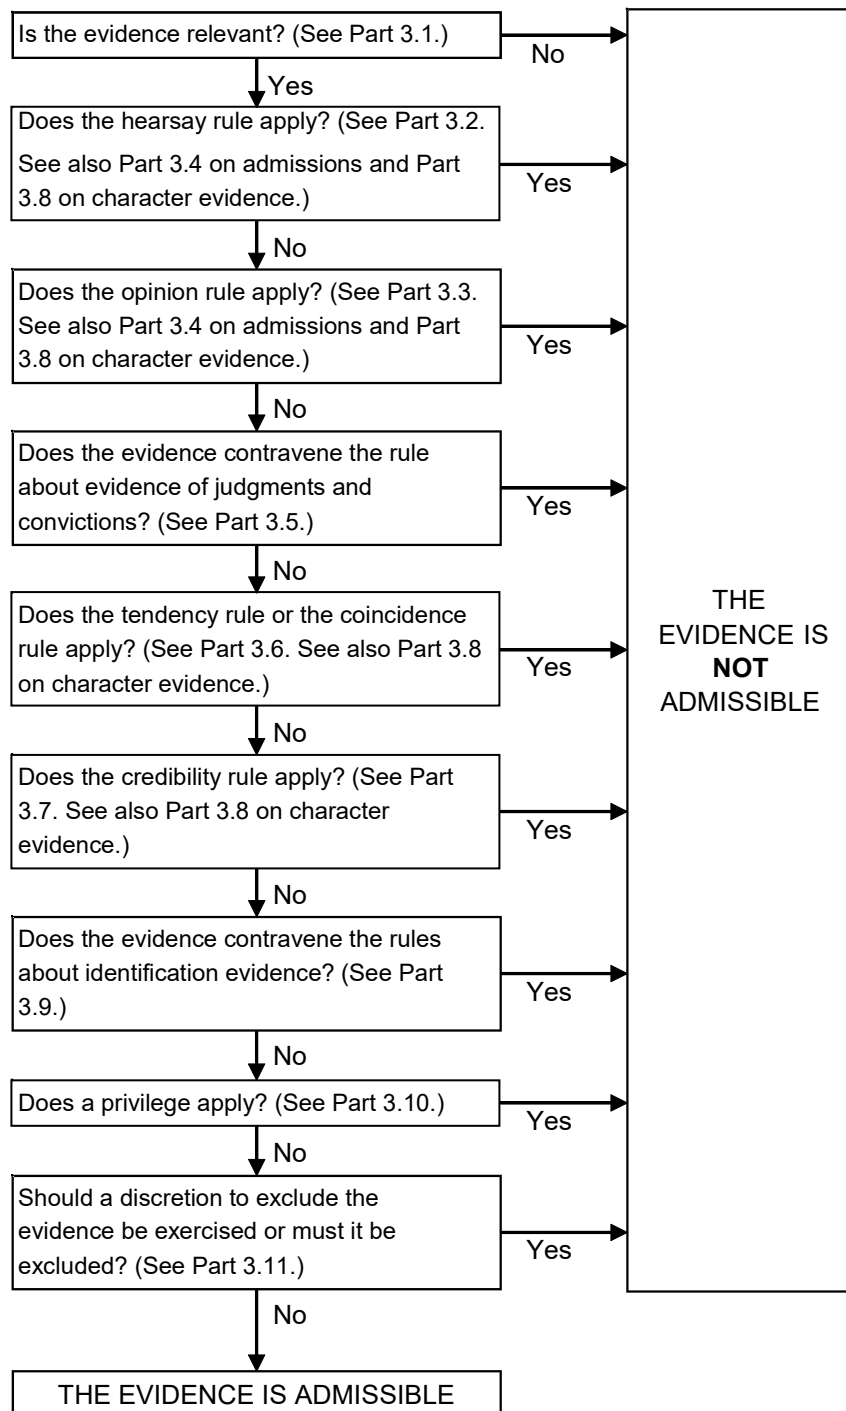 Is the evidence relevant? (See Part 3.1.)
No
Yes
Does the hearsay rule apply? (See Part 3.2.
See also Part 3.4 on admissions and Part
3.8 on character evidence.)
Yes
No
Does the opinion rule apply? (See Part 3.3.
See also Part 3.4 on admissions and Part
3.8 on character evidence.)
Yes
No
Does the evidence contravene the rule
about evidence of judgments and
convictions? (See Part 3.5.)
Yes
No
Does the tendency rule or the coincidence
rule apply? (See Part 3.6. See also Part 3.8
on character evidence.)
Yes
No
Does the credibility rule apply? (See Part
3.7. See also Part 3.8 on character
evidence.)
Yes
No
Does the evidence contravene the rules
about identification evidence? (See Part
3.9.)
Yes
No
Does a privilege apply? (See Part 3.10.)
Yes
No
Should a discretion to exclude the
evidence be exercised or must it be
excluded? (See Part 3.11.)
Yes
No
THE EVIDENCE IS ADMISSIBLE
THE
EVIDENCE IS
NOT
ADMISSIBLE